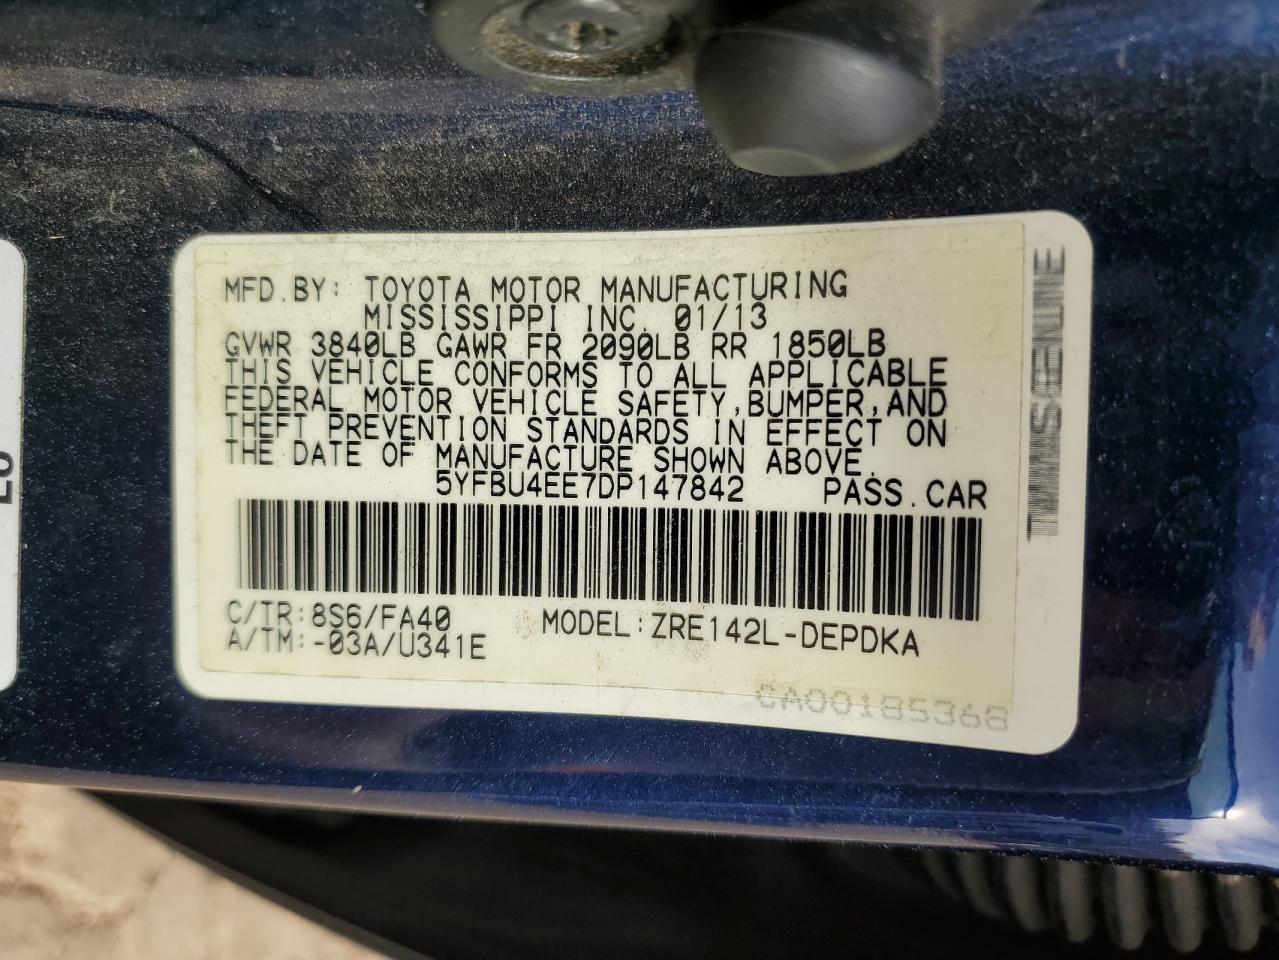 MFD.BY: TOYOTA MOTOR MANUFACTURING
MISSISSIPPI INC. 01/13
GVWR 3840LB GAWR FR 2090LB RR 1850LB
THIS VEHICLE CONFORMS TO ALL APPLICABLE
FEDERAL MOTOR VEHICLE SAFETY,BUMPER,AND
THEFT PREVENTION STANDARDS IN EFFECT ON
THE DATE OF MANUFACTURE SHOWN ABOVE.
5YFBU4EE7DP147842 PASS.CAR
C/TR:8S6/FA40 MODEL:ZRE142L-DEPDKA
A/TM:-03A/U341E
CA00185368